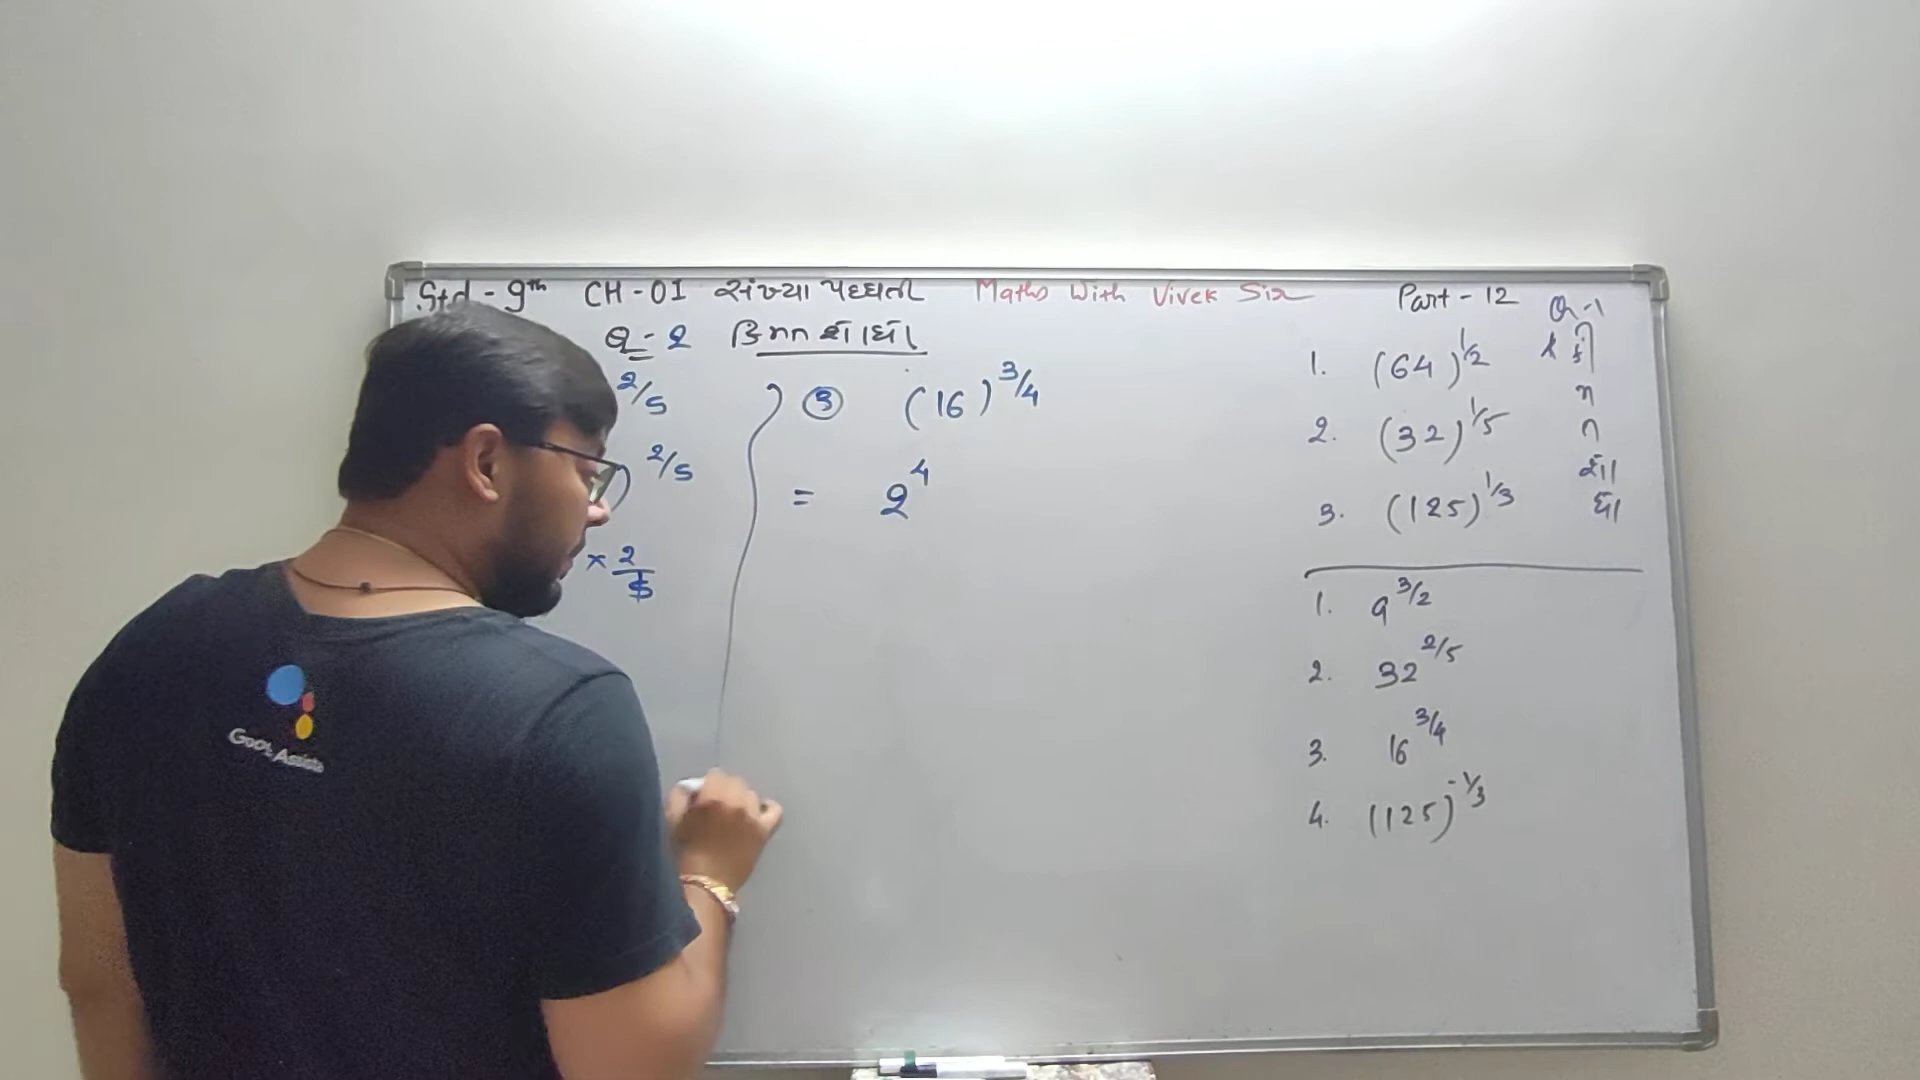 Std - 9th CH - 01 સંખ્યા પદ્ધતી Maths With Vivek Sir Part - 12
Q - 2 કિંમત શોધો
2/5
2/5
× 2/5
③ (16)^3/4
= 2^4
Q-1
1. (64)^1/2
2. (32)^1/5
3. (125)^1/3
શો
ધો
1. 9^3/2
2. 32^2/5
3. 16^3/4
4. (125)^-1/3